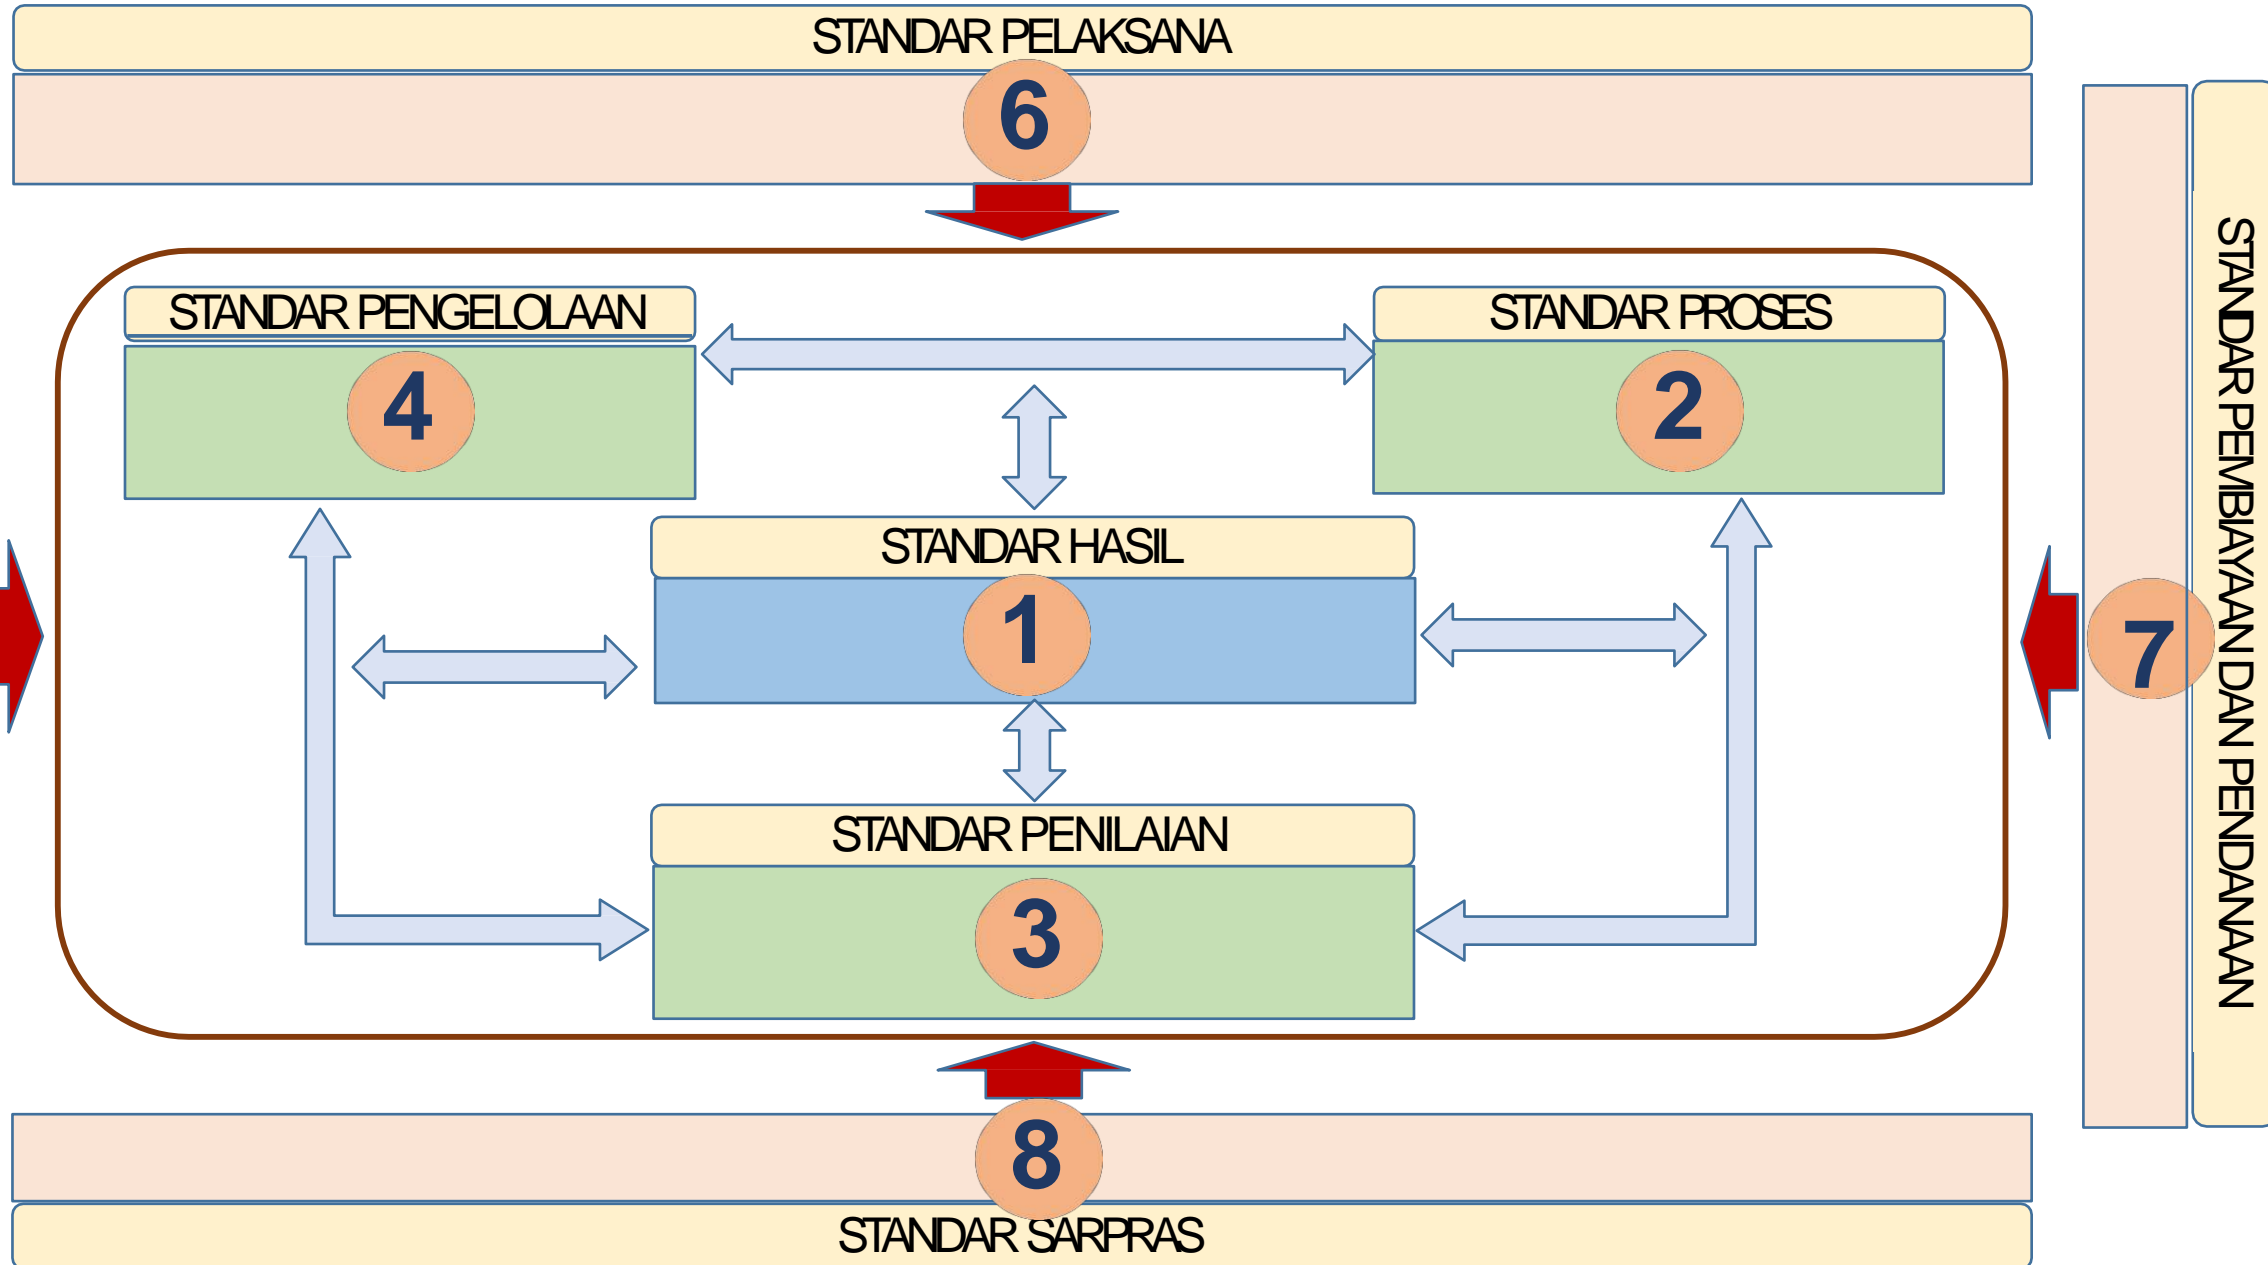 STANDAR PELAKSANA
6
STANDAR PENGELOLAAN
4
STANDAR PROSES
2
STANDAR HASIL
1
STANDAR PENILAIAN
3
7
STANDAR PEMBIAYAAN DAN PENDANAAN
8
STANDAR SARPRAS